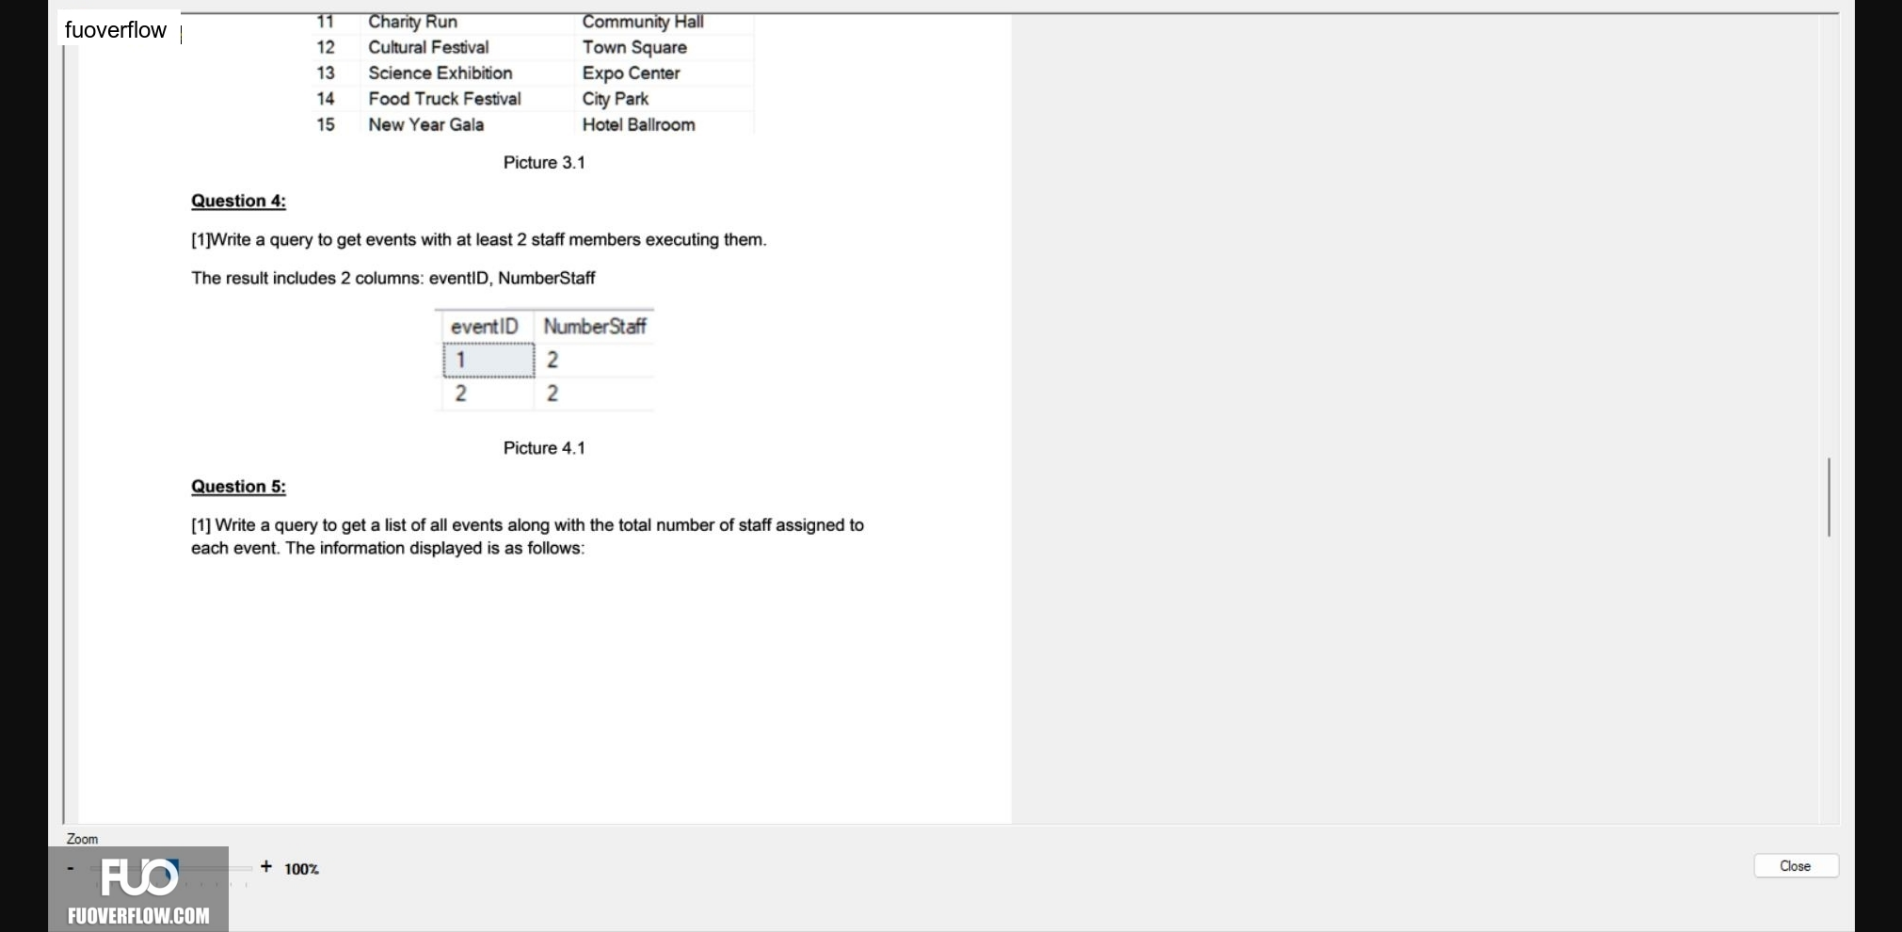 fuoverflow
11 Charity Run Community Hall
12 Cultural Festival Town Square
13 Science Exhibition Expo Center
14 Food Truck Festival City Park
15 New Year Gala Hotel Ballroom
Picture 3.1
Question 4:
[1]Write a query to get events with at least 2 staff members executing them.
The result includes 2 columns: eventID, NumberStaff
eventID NumberStaff
1 2
2 2
Picture 4.1
Question 5:
[1] Write a query to get a list of all events along with the total number of staff assigned to
each event. The information displayed is as follows:
Zoom
- + 100%
Close
FUO
FUOVERFLOW.COM